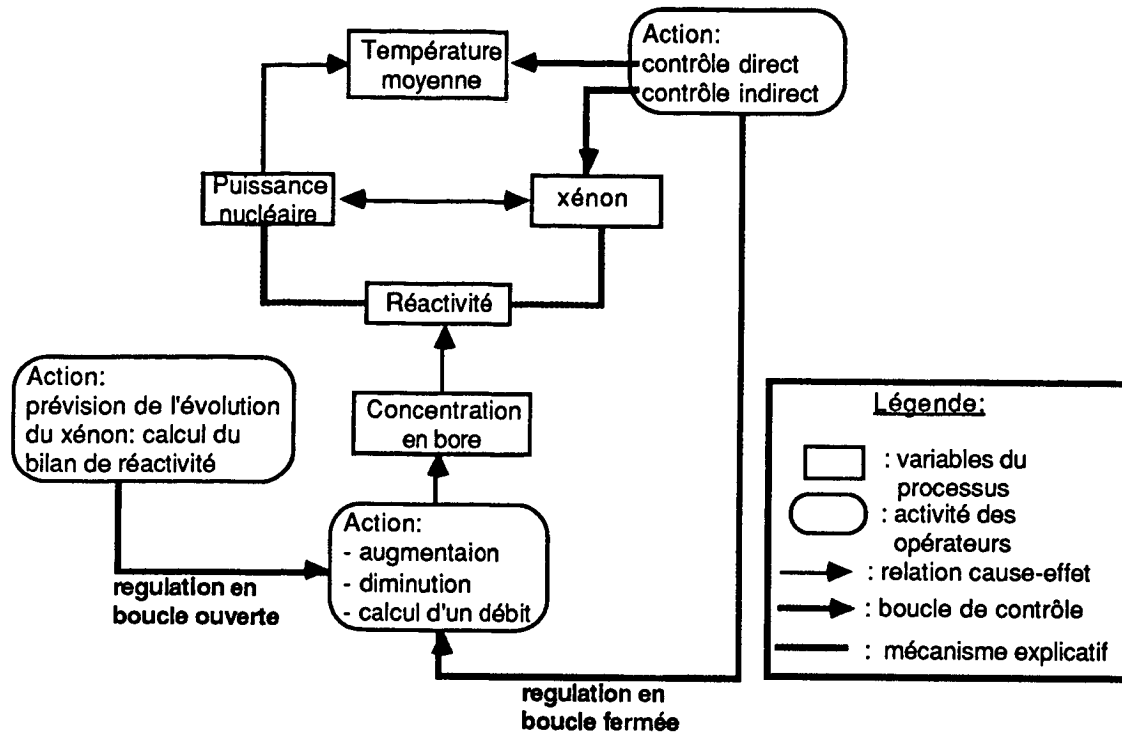 Température
moyenne
Action:
contrôle direct
contrôle indirect
Puissance
nucléaire
xénon
Réactivité
Action:
prévision de l'évolution
du xénon: calcul du
bilan de réactivité
Concentration
en bore
Action:
- augmentaion
- diminution
- calcul d'un débit
regulation en
boucle ouverte
regulation en
boucle fermée
Légende:
: variables du
processus
: activité des
opérateurs
: relation cause-effet
: boucle de contrôle
: mécanisme explicatif